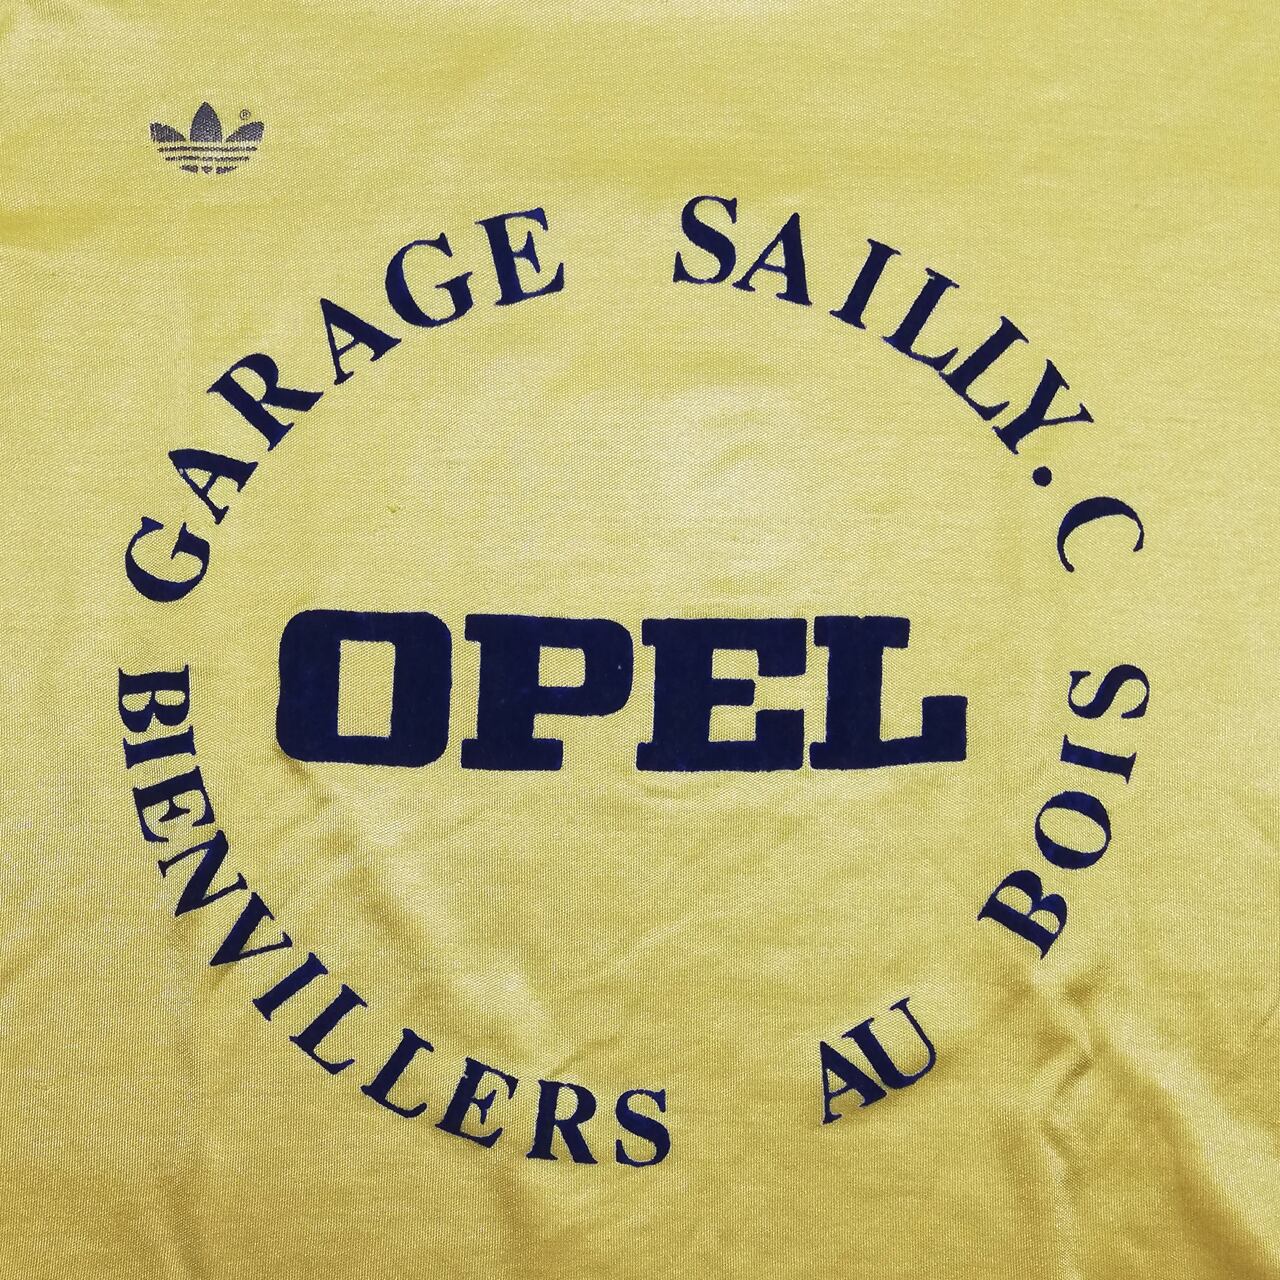 ®
GARAGE SAILLY.C
OPEL
BIENVILLERS AU BOIS